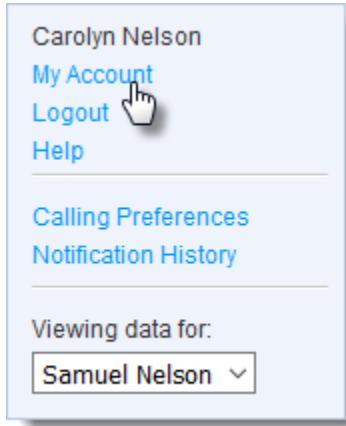 Carolyn Nelson
My Account
Logout
Help
Calling Preferences
Notification History
Viewing data for:
Samuel Nelson